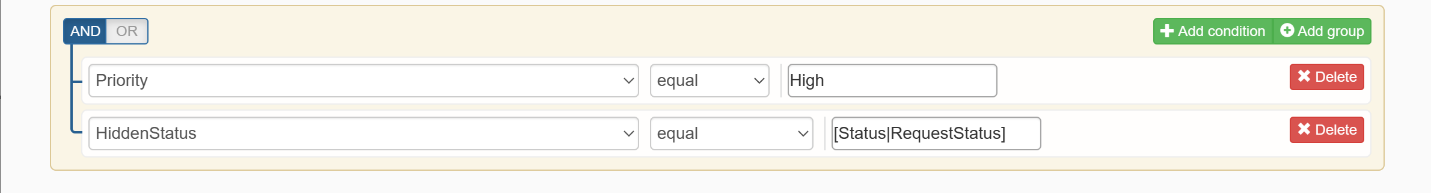 AND OR Add condition Add group
Priority equal High Delete
HiddenStatus equal [Status|RequestStatus] Delete